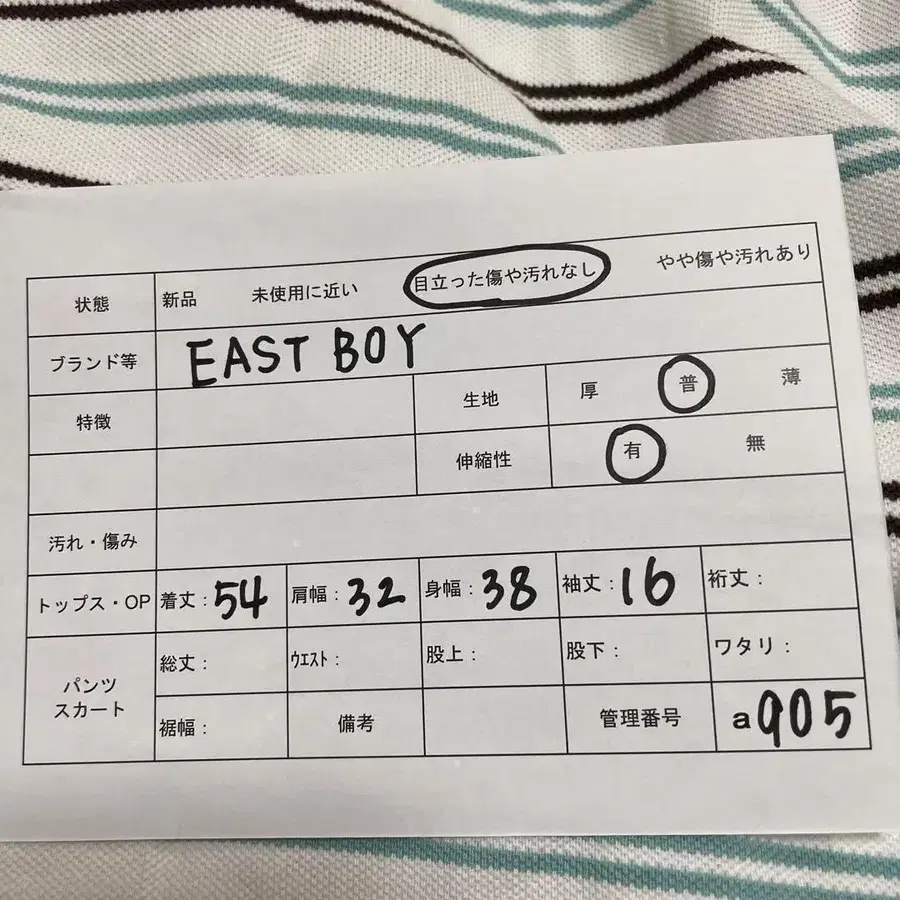 状態 新品 未使用に近い 目立った傷や汚れなし やや傷や汚れあり
ブランド等 EAST BOY
特徴 生地 厚 普 薄
伸縮性 有 無
汚れ・傷み
トップス・OP 着丈：54 肩幅：32 身幅：38 袖丈：16 裄丈：
パンツ
スカート
総丈： ｳｴｽﾄ： 股上： 股下： ワタリ：
裾幅： 備考 管理番号 a905